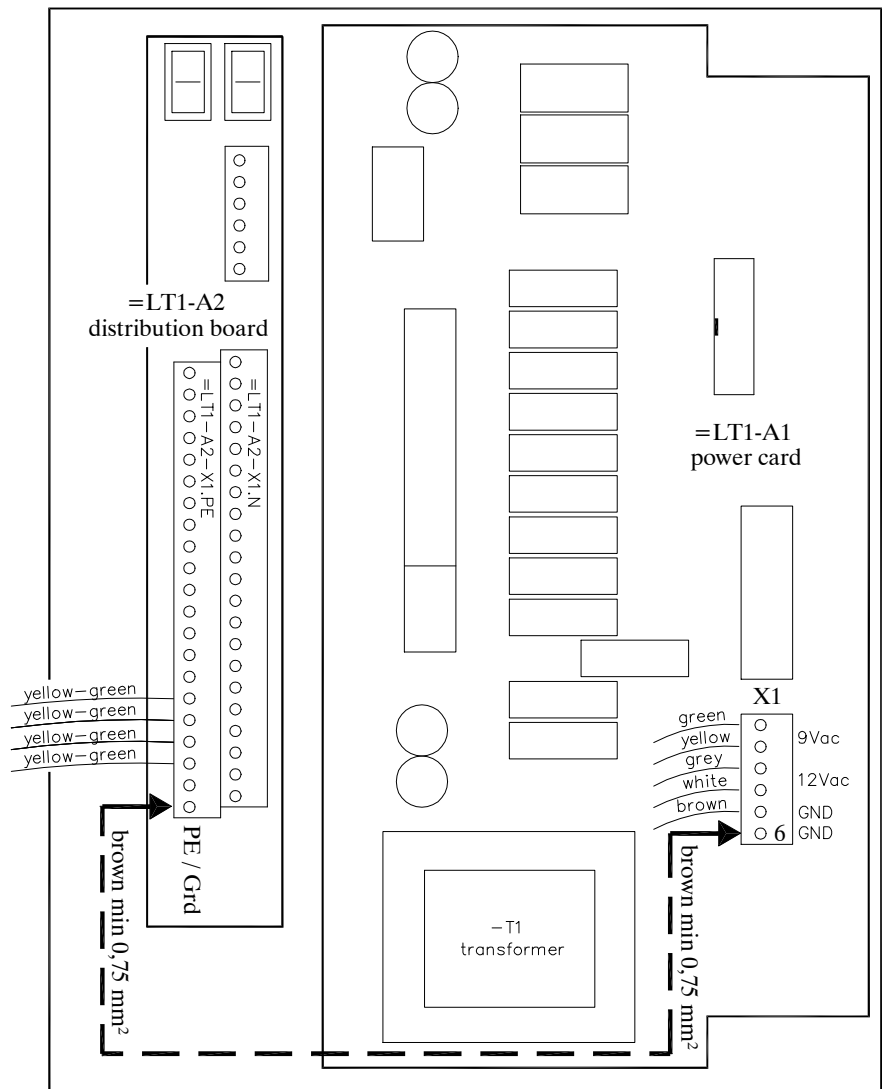 =LT1-A2
distribution board
=LT1-A2-X1.PE
=LT1-A2-X1.N
=LT1-A1
power card
X1
yellow-green
yellow-green
yellow-green
yellow-green
green
yellow
9Vac
grey
white
12Vac
brown
GND
6 GND
PE / Grd
brown min 0,75 mm²
brown min 0,75 mm²
-T1
transformer